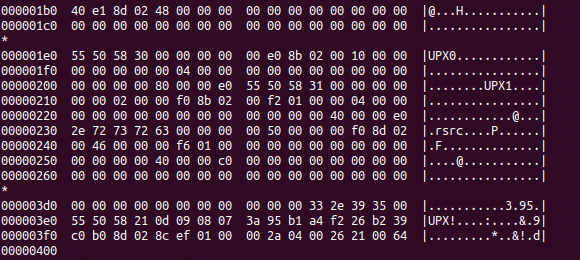 000001b0  40 e1 8d 02 48 00 00 00  00 00 00 00 00 00 00 00  |@...H...........|
000001c0  00 00 00 00 00 00 00 00  00 00 00 00 00 00 00 00  |................|
*
000001e0  55 50 58 30 00 00 00 00  00 e0 8b 02 00 10 00 00  |UPX0............|
000001f0  00 00 00 00 00 04 00 00  00 00 00 00 00 00 00 00  |................|
00000200  00 00 00 00 80 00 00 e0  55 50 58 31 00 00 00 00  |........UPX1....|
00000210  00 00 02 00 00 f0 8b 02  00 f2 01 00 00 04 00 00  |................|
00000220  00 00 00 00 00 00 00 00  00 00 00 00 40 00 00 e0  |............@...|
00000230  2e 72 73 72 63 00 00 00  00 50 00 00 00 f0 8d 02  |.rsrc....P......|
00000240  00 46 00 00 00 f6 01 00  00 00 00 00 00 00 00 00  |.F..............|
00000250  00 00 00 00 40 00 00 c0  00 00 00 00 00 00 00 00  |....@...........|
00000260  00 00 00 00 00 00 00 00  00 00 00 00 00 00 00 00  |................|
*
000003d0  00 00 00 00 00 00 00 00  00 00 00 33 2e 39 35 00  |...........3.95.|
000003e0  55 50 58 21 0d 09 08 07  3a 95 b1 a4 f2 26 b2 39  |UPX!....:....&.9|
000003f0  c0 b0 8d 02 8c ef 01 00  00 2a 04 00 26 21 00 64  |.........*..&!.d|
00000400